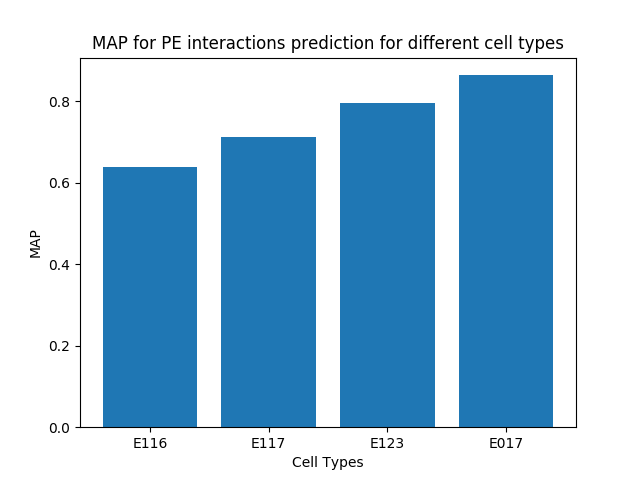 MAP for PE interactions prediction for different cell types
0.8
0.6
0.4
0.2
0.0
MAP
E116 E117 E123 E017
Cell Types